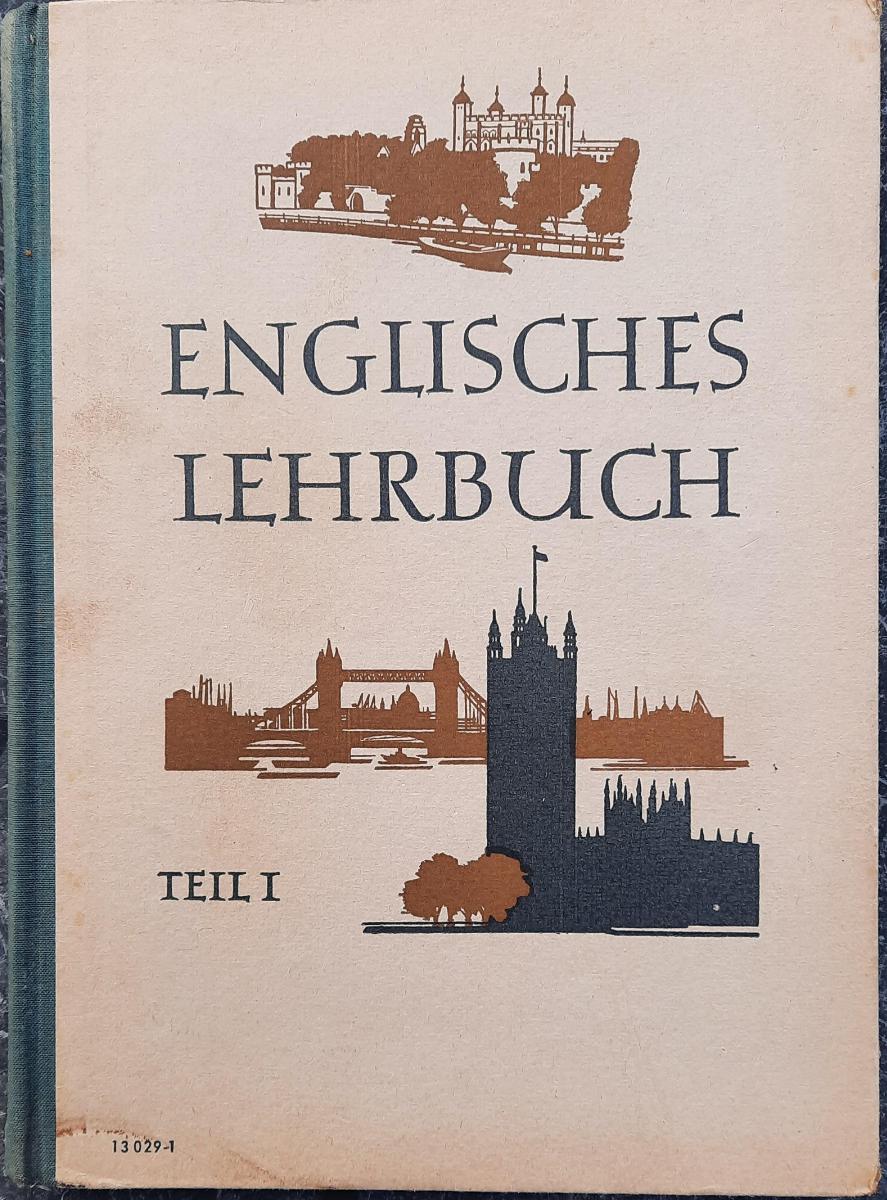 ENGLISCHES
LEHRBUCH
TEIL I
13 029-1